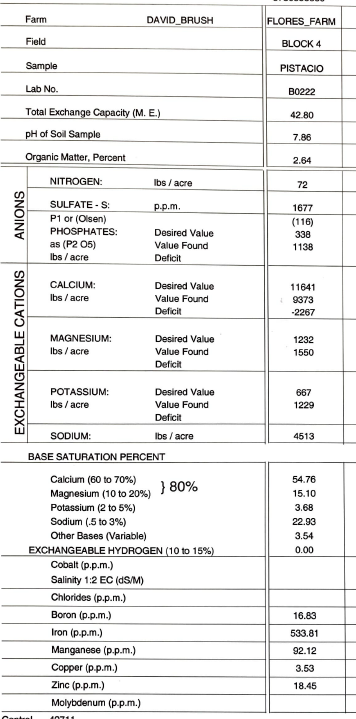 Farm DAVID_BRUSH FLORES_FARM
Field BLOCK 4
Sample PISTACIO
Lab No. B0222
Total Exchange Capacity (M. E.) 42.80
pH of Soil Sample 7.86
Organic Matter, Percent 2.64
ANIONS
NITROGEN: lbs / acre 72
SULFATE - S: p.p.m. 1677
P1 or (Olsen) (116)
PHOSPHATES: Desired Value 338
as (P2 O5) Value Found 1138
lbs / acre Deficit
EXCHANGEABLE CATIONS
CALCIUM: Desired Value 11641
lbs / acre Value Found 9373
Deficit -2267
MAGNESIUM: Desired Value 1232
lbs / acre Value Found 1550
Deficit
POTASSIUM: Desired Value 667
lbs / acre Value Found 1229
Deficit
SODIUM: lbs / acre 4513
BASE SATURATION PERCENT
Calcium (60 to 70%) 54.76
} 80%
Magnesium (10 to 20%) 15.10
Potassium (2 to 5%) 3.68
Sodium (.5 to 3%) 22.93
Other Bases (Variable) 3.54
EXCHANGEABLE HYDROGEN (10 to 15%) 0.00
Cobalt (p.p.m.)
Salinity 1:2 EC (dS/M)
Chlorides (p.p.m.)
Boron (p.p.m.) 16.83
Iron (p.p.m.) 533.81
Manganese (p.p.m.) 92.12
Copper (p.p.m.) 3.53
Zinc (p.p.m.) 18.45
Molybdenum (p.p.m.)